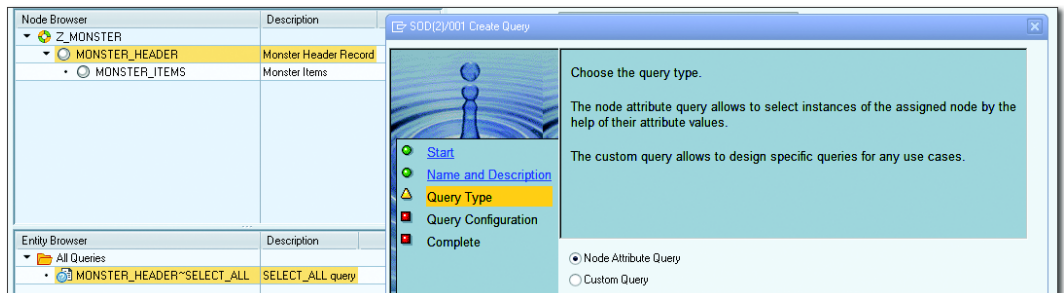 Node Browser Description
Z_MONSTER
MONSTER_HEADER Monster Header Record
MONSTER_ITEMS Monster Items
Entity Browser Description
All Queries
MONSTER_HEADER~SELECT_ALL SELECT_ALL query
SOD(2)/001 Create Query
Start
Name and Description
Query Type
Query Configuration
Complete
Choose the query type.
The node attribute query allows to select instances of the assigned node by the
help of their attribute values.
The custom query allows to design specific queries for any use cases.
Node Attribute Query
Custom Query